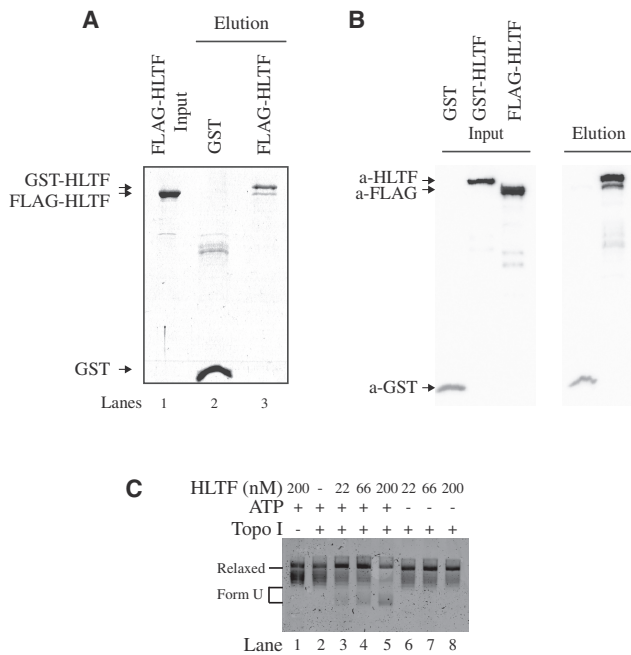 A
Elution
FLAG-HLTF
Input
GST
FLAG-HLTF
GST-HLTF
FLAG-HLTF
GST
Lanes 1 2 3
B
GST
GST-HLTF
FLAG-HLTF
Input
Elution
a-HLTF
a-FLAG
a-GST
C
HLTF (nM) 200 - 22 66 200 22 66 200
ATP + + + + + - - -
Topo I - + + + + + + +
Relaxed
Form U
Lane 1 2 3 4 5 6 7 8